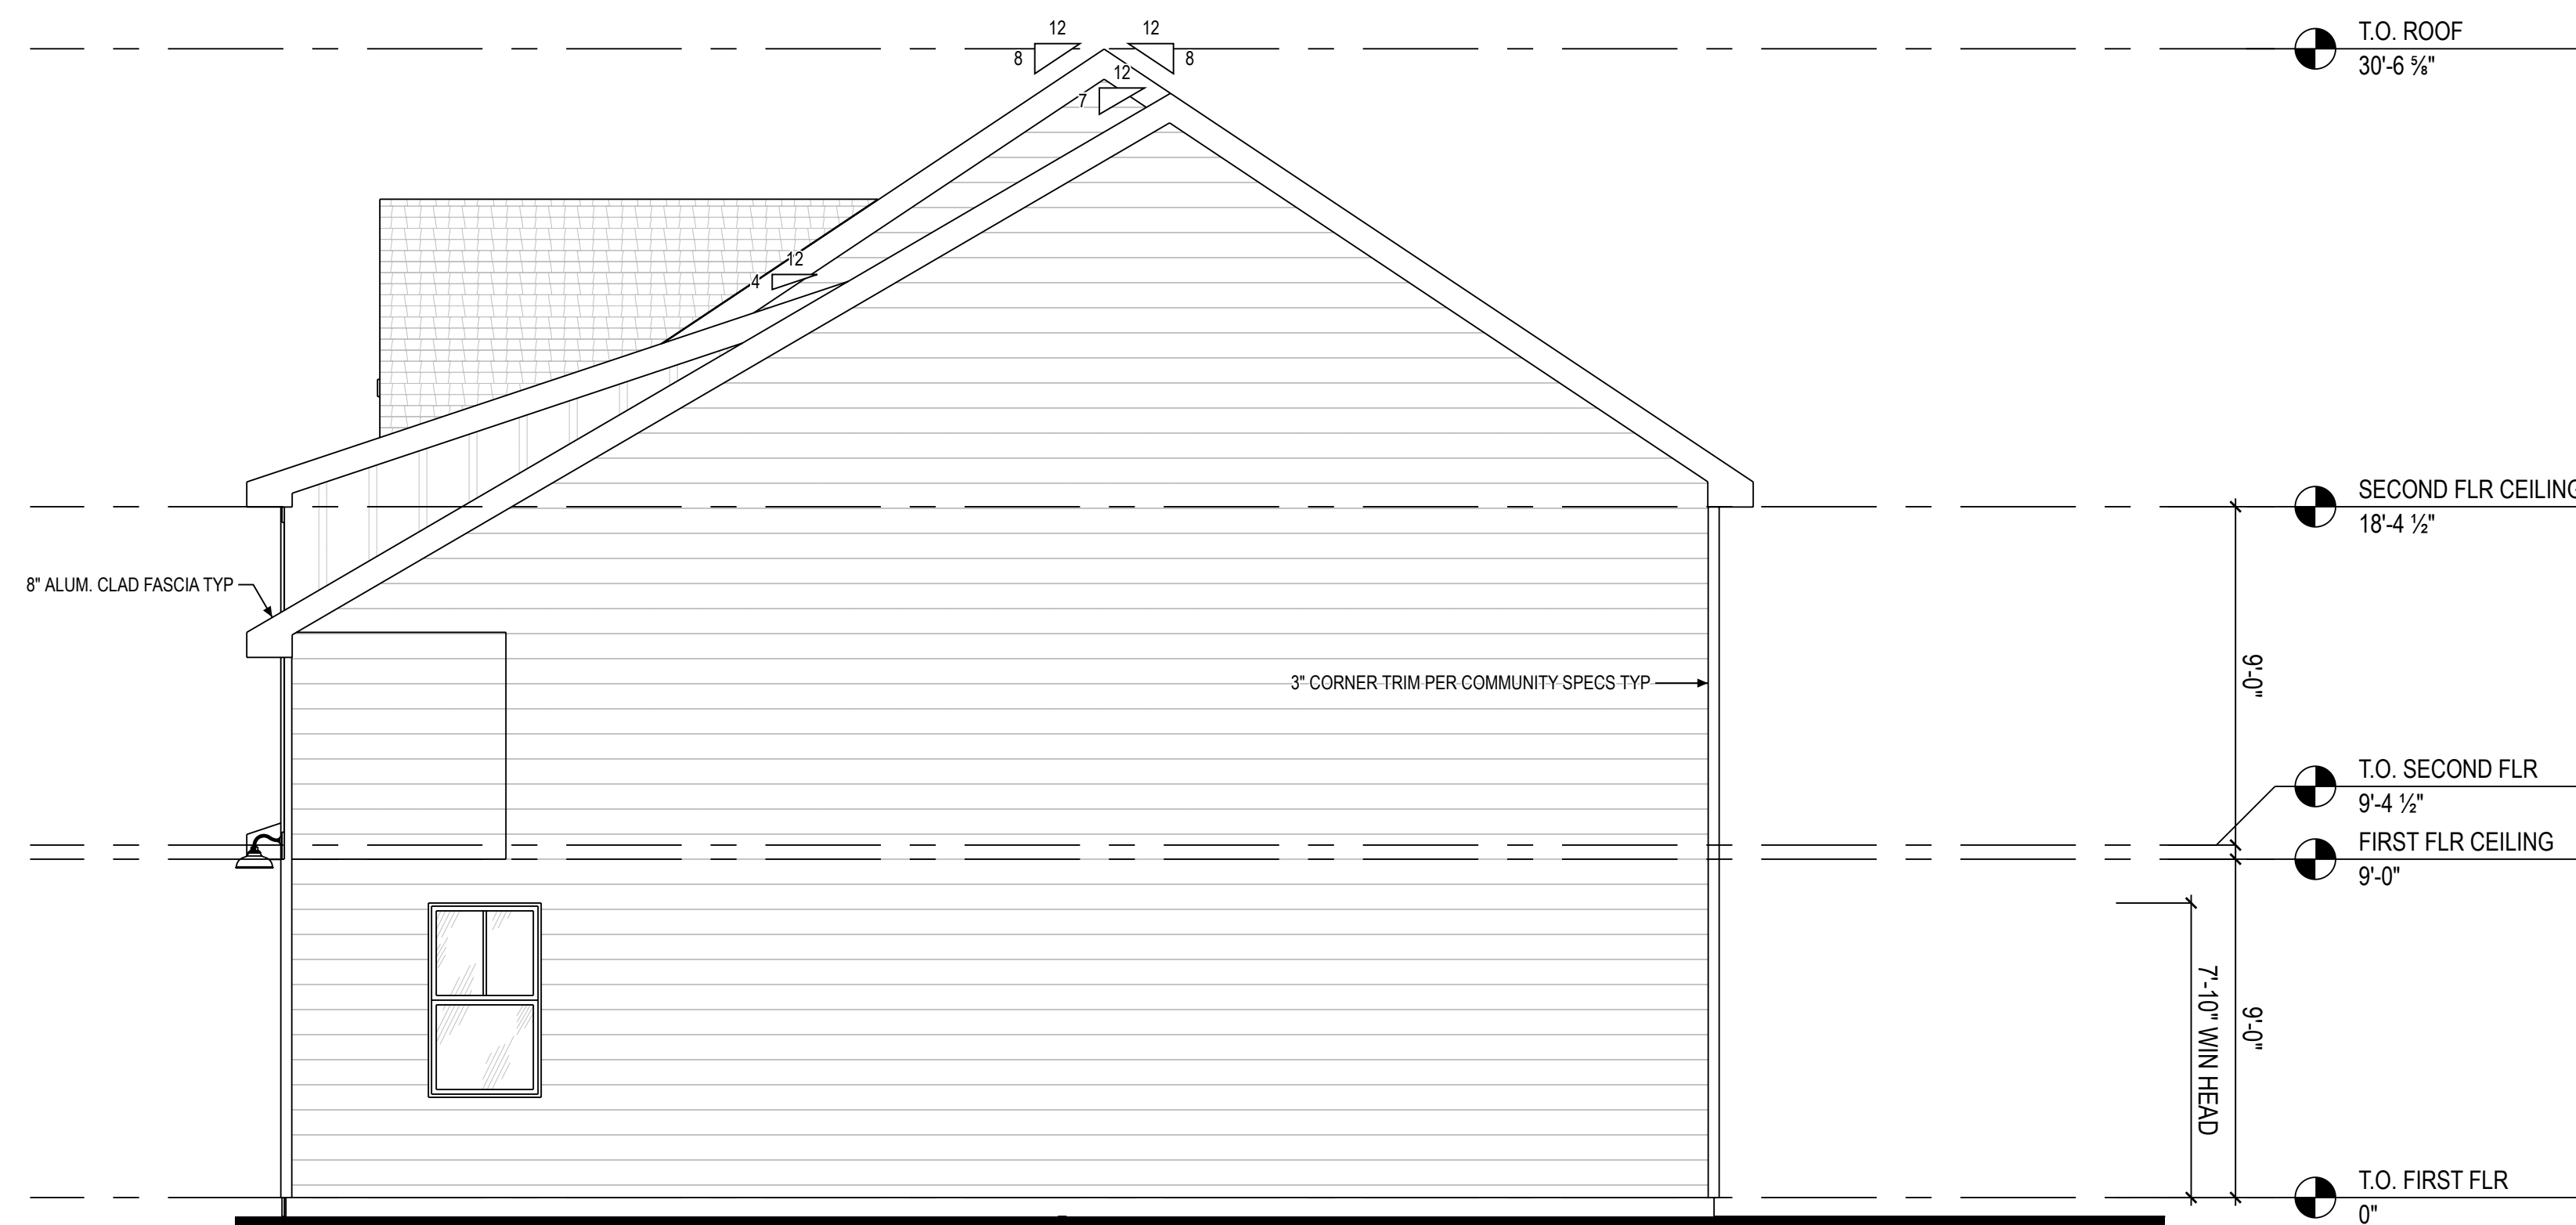 12
12
8
8
12
7
12
4
T.O. ROOF
30'-6 ⅝"
SECOND FLR CEILING
18'-4 ½"
8" ALUM. CLAD FASCIA TYP
3" CORNER TRIM PER COMMUNITY SPECS TYP
9'-0"
T.O. SECOND FLR
9'-4 ½"
FIRST FLR CEILING
9'-0"
7'-10" WIN HEAD
9'-0"
T.O. FIRST FLR
0"